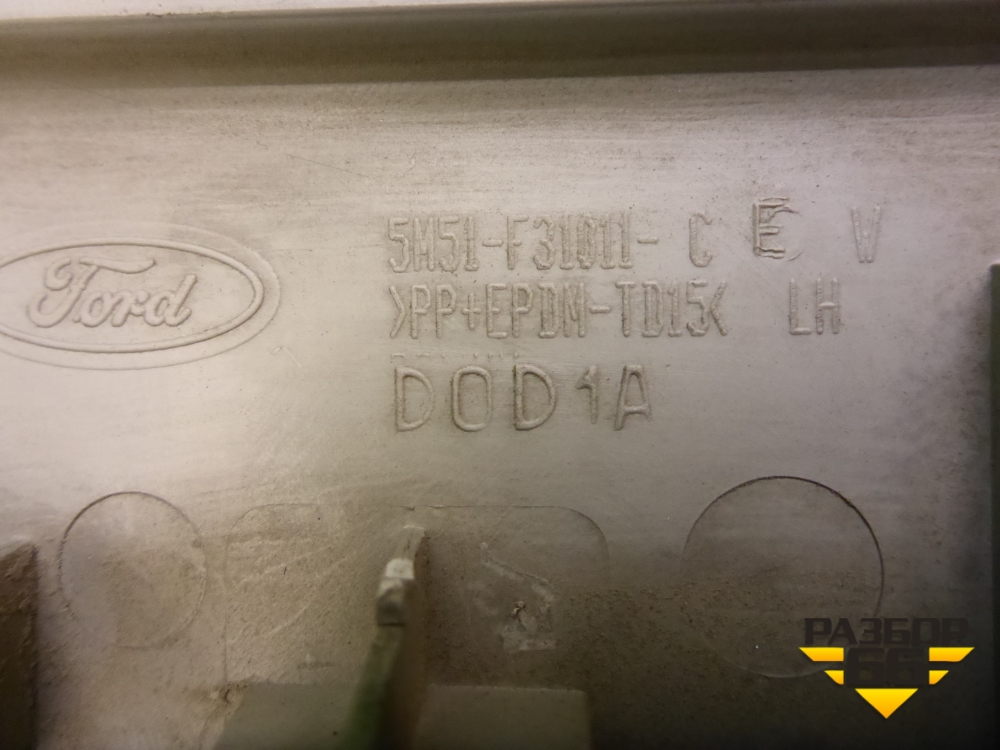 Ford
5M51-F31011- C E W
>PP+EPDM-TD15< LH
DOD1A
РАЗБОР
66